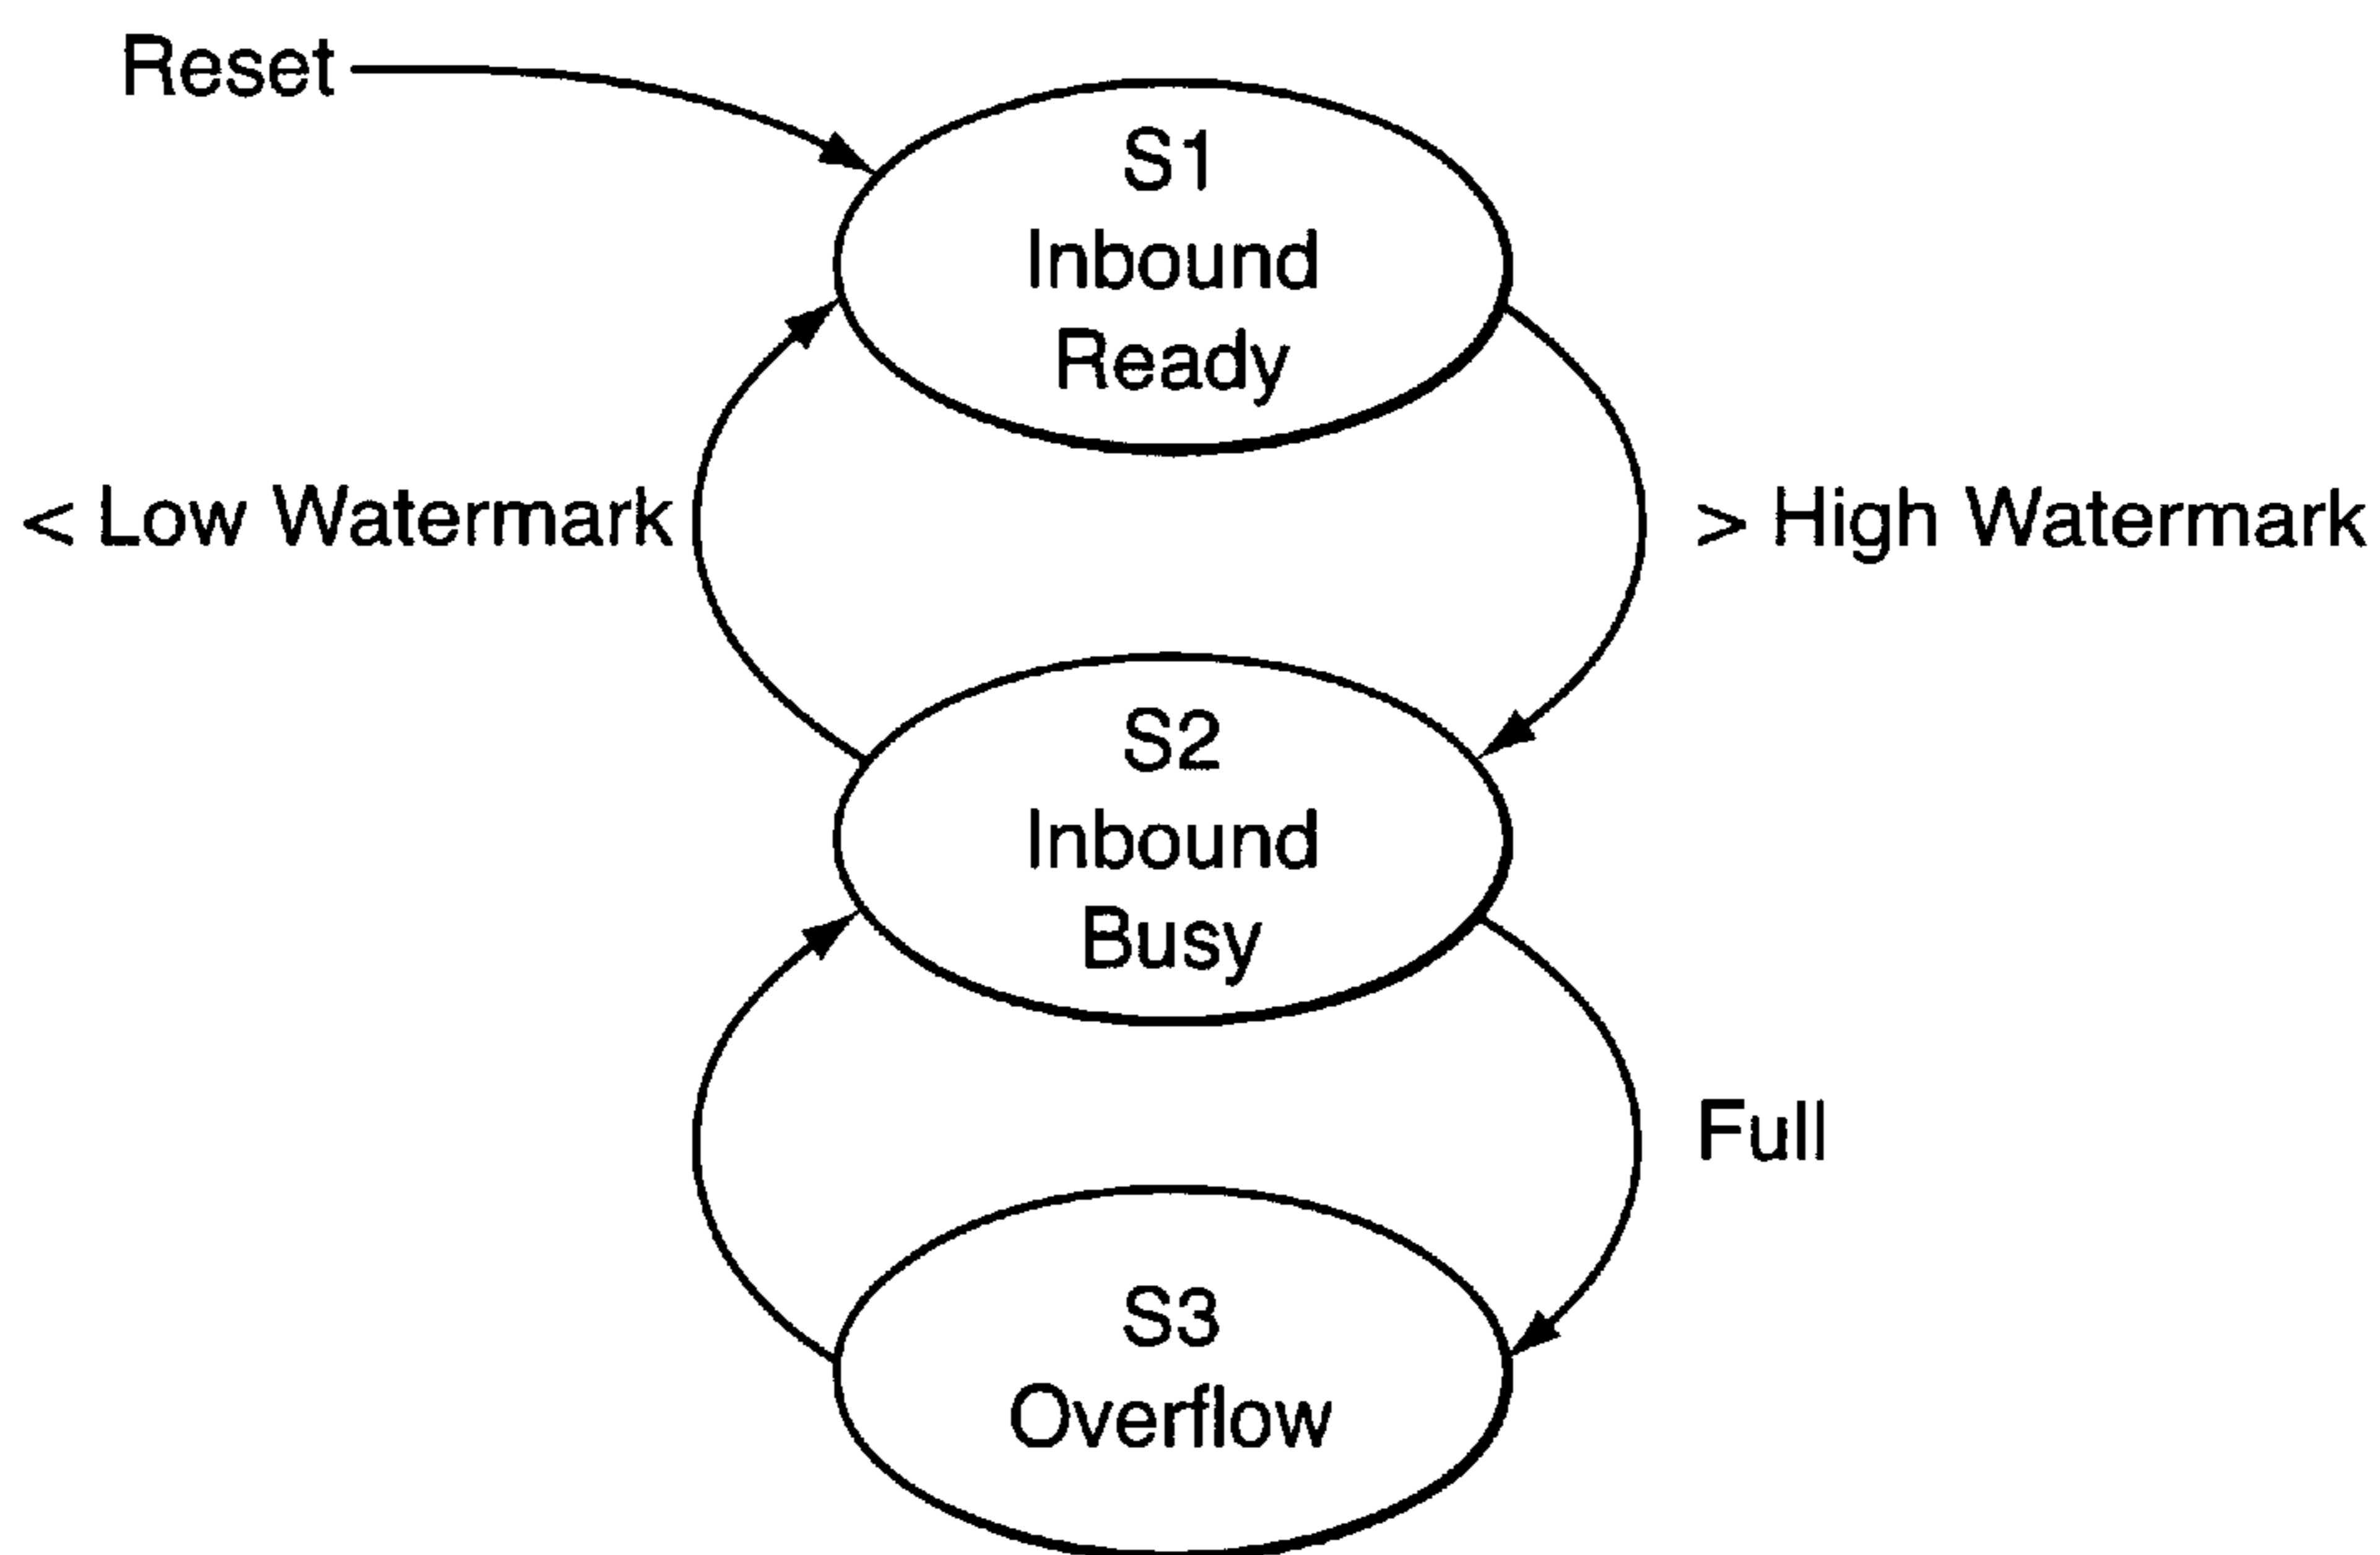 Reset
S1
Inbound
Ready
< Low Watermark
> High Watermark
S2
Inbound
Busy
Full
S3
Overflow